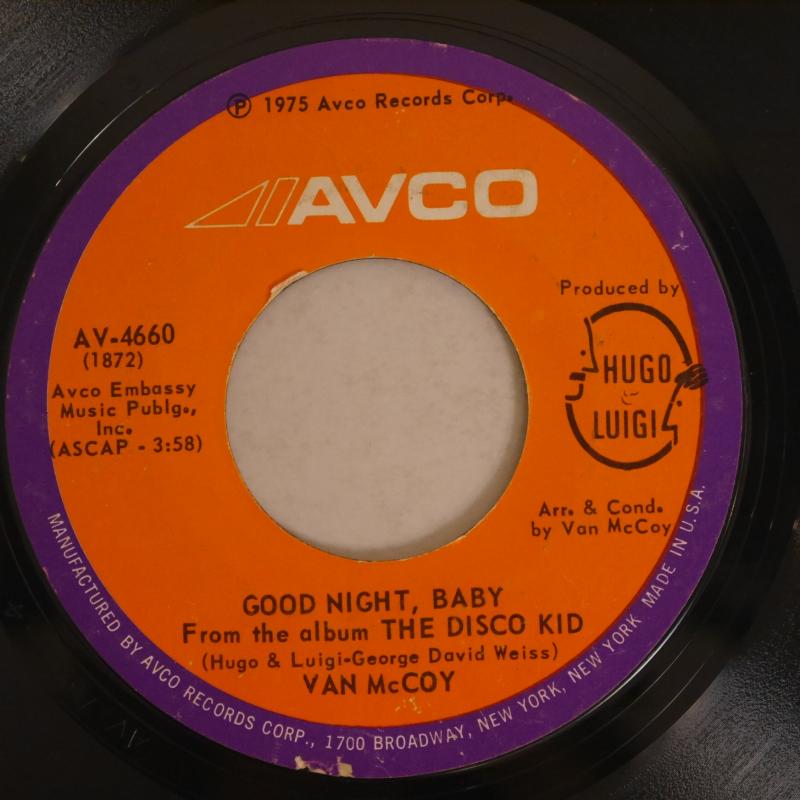 ℗ 1975 Avco Records Corp.
AVCO
AV-4660
(1872)
Avco Embassy
Music Publg.,
Inc.
(ASCAP - 3:58)
Produced by
HUGO
&
LUIGI
Arr. & Cond.
by Van McCoy
GOOD NIGHT, BABY
From the album THE DISCO KID
(Hugo & Luigi-George David Weiss)
VAN McCOY
MANUFACTURED BY AVCO RECORDS CORP., 1700 BROADWAY, NEW YORK, NEW YORK MADE IN U.S.A.